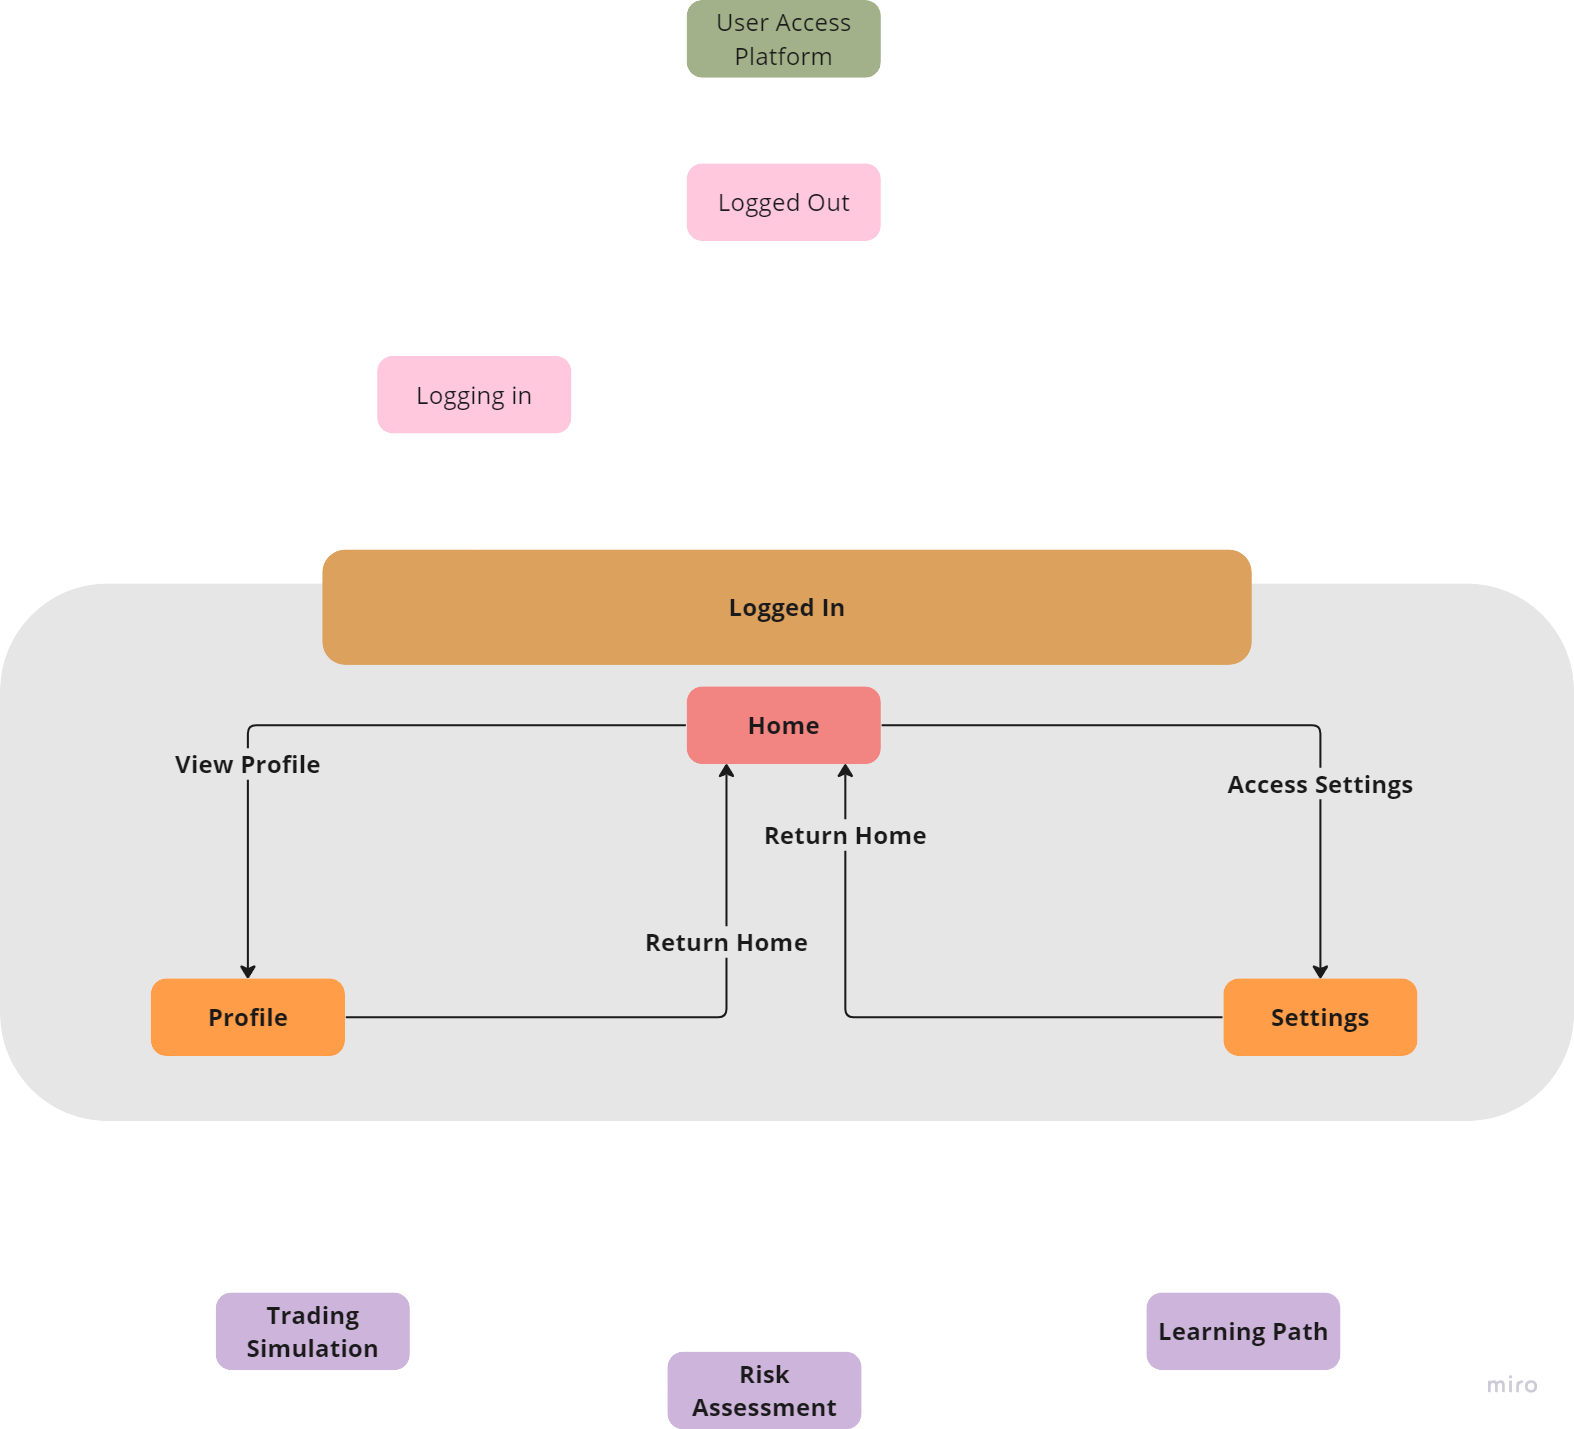 User Access
Platform
Logged Out
Logging in
Logged In
Home
View Profile
Access Settings
Return Home
Return Home
Profile
Settings
Trading
Simulation
Learning Path
Risk
Assessment
miro